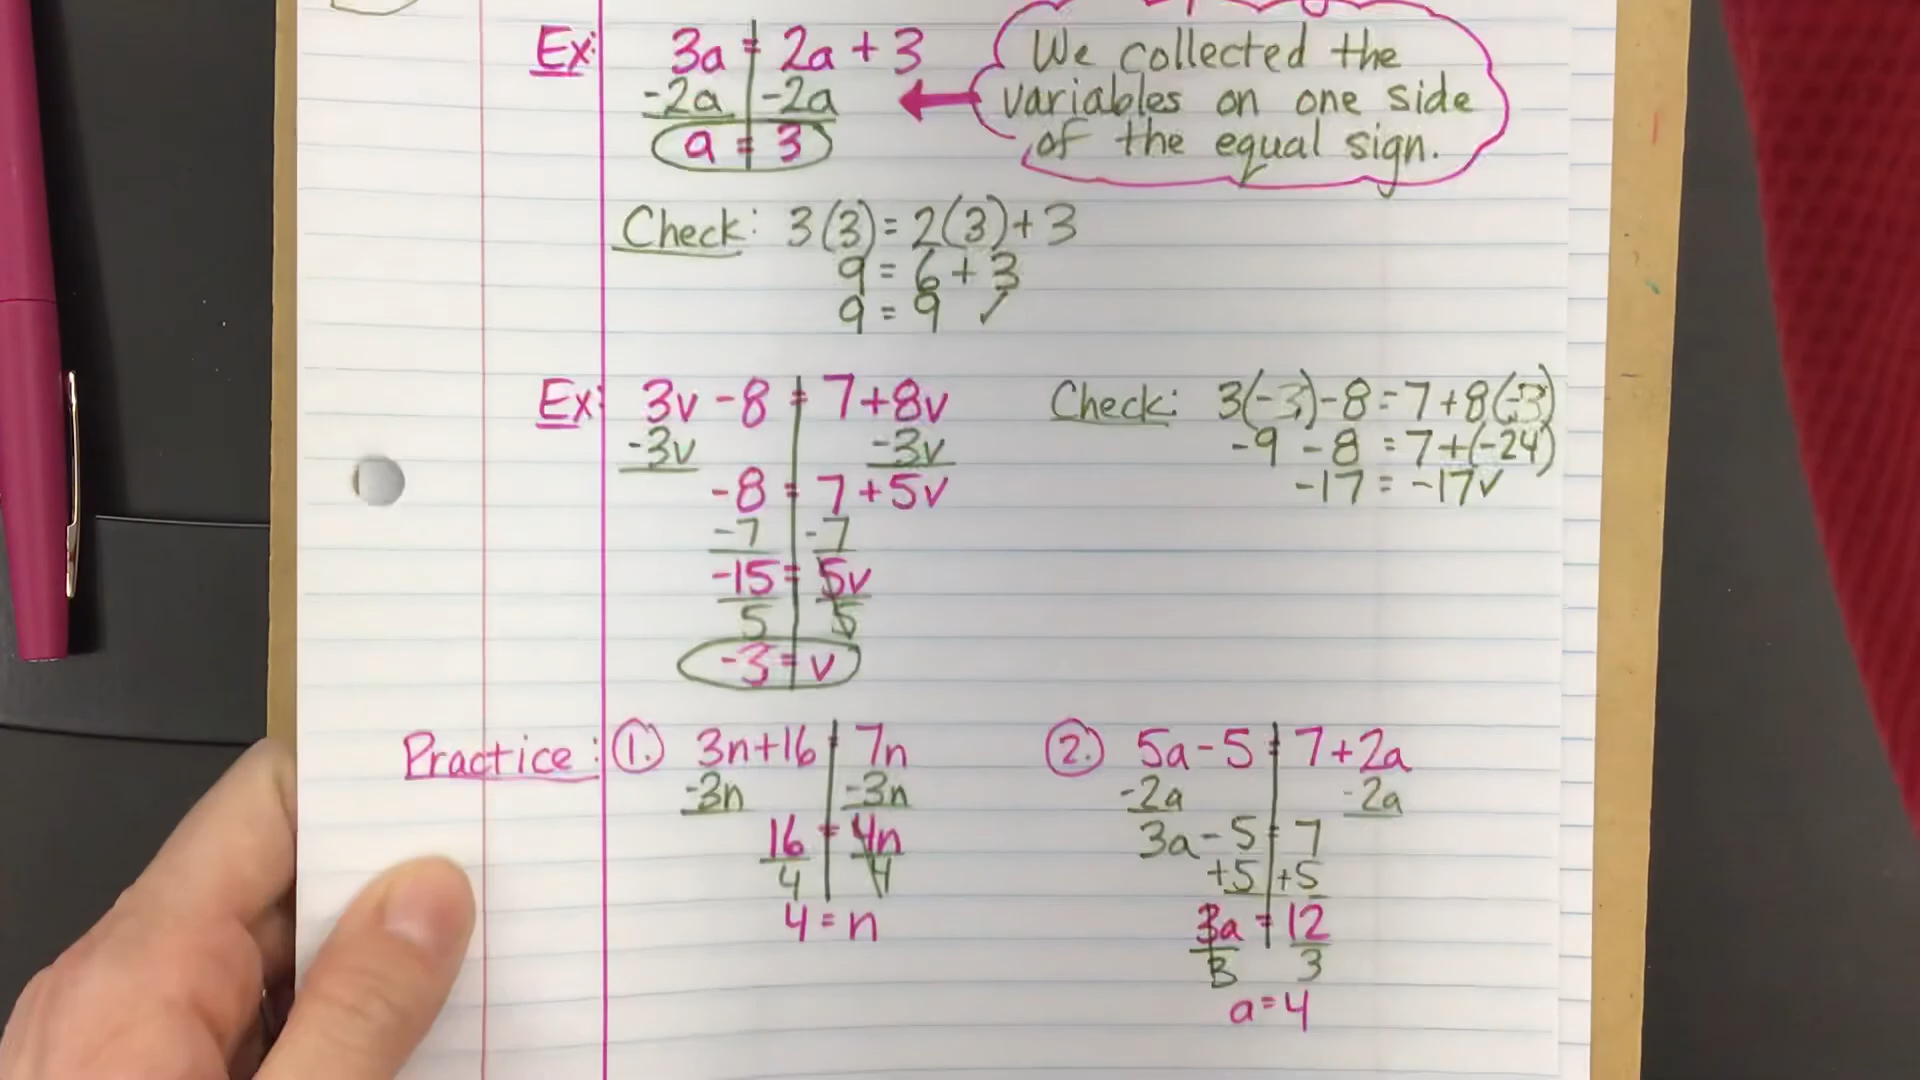 Ex: 3a = 2a + 3
-2a -2a
a = 3
We collected the
variables on one side
of the equal sign.
Check: 3(3) = 2(3) + 3
9 = 6 + 3
9 = 9 ✓
Ex: 3v - 8 = 7 + 8v
-3v -3v
-8 = 7 + 5v
-7 -7
-15 = 5v
5 5
-3 = v
Check: 3(-3) - 8 = 7 + 8(-3)
-9 - 8 = 7 + (-24)
-17 = -17 ✓
Practice: 1. 3n + 16 = 7n
-3n -3n
16 = 4n
4 4
4 = n
2. 5a - 5 = 7 + 2a
-2a -2a
3a - 5 = 7
+5 +5
3a = 12
3 3
a = 4